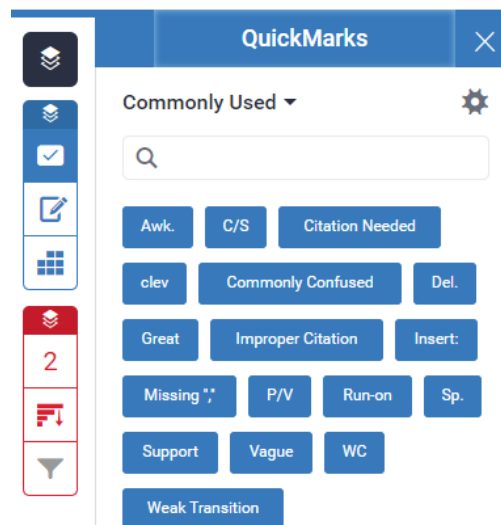 QuickMarks
Commonly Used
Awk. C/S Citation Needed
clev Commonly Confused Del.
Great Improper Citation Insert:
2
Missing "," P/V Run-on Sp.
Support Vague WC
Weak Transition